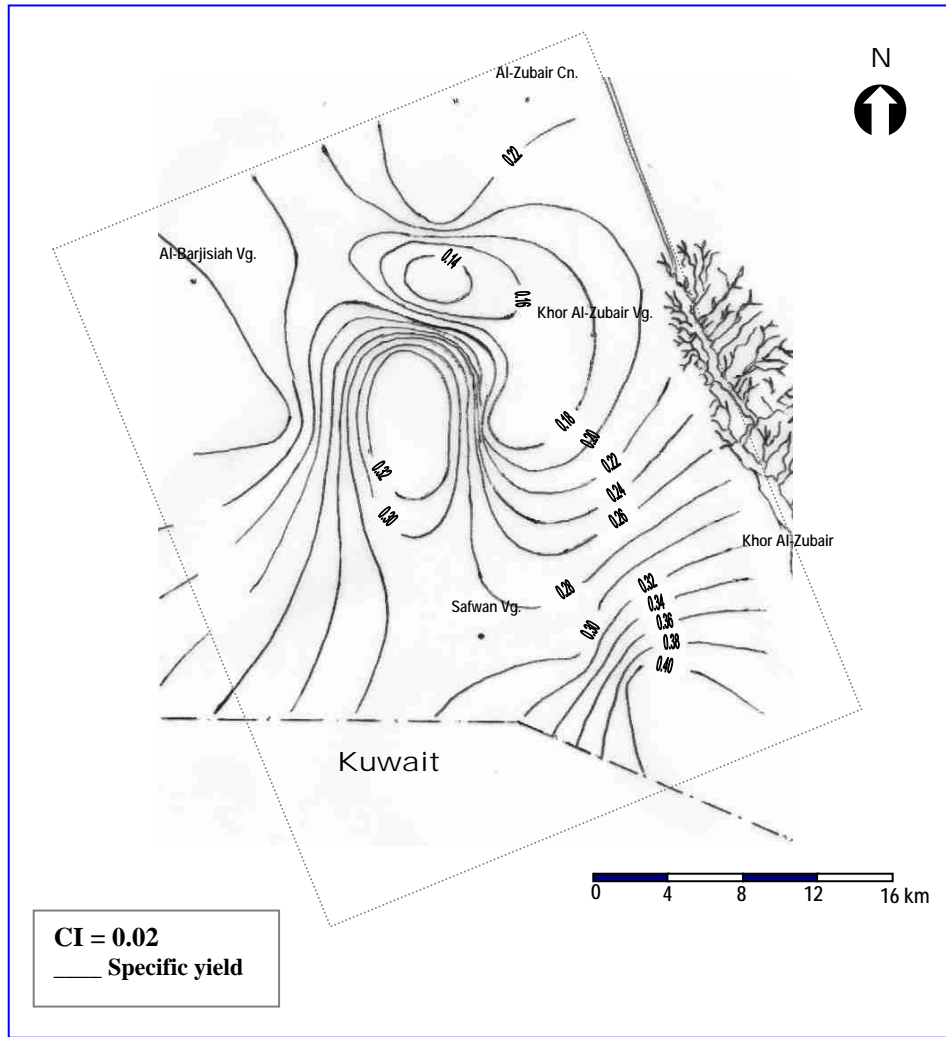 N
Al-Zubair Cn.
0.22
Al-Barjisiah Vg.
0.14
0.16
Khor Al-Zubair Vg.
0.18
0.20
0.22
0.32
0.24
0.30
0.26
Khor Al-Zubair
0.28
0.32
Safwan Vg.
0.34
0.30
0.36
0.38
0.40
Kuwait
0 4 8 12 16 km
CI = 0.02
____ Specific yield